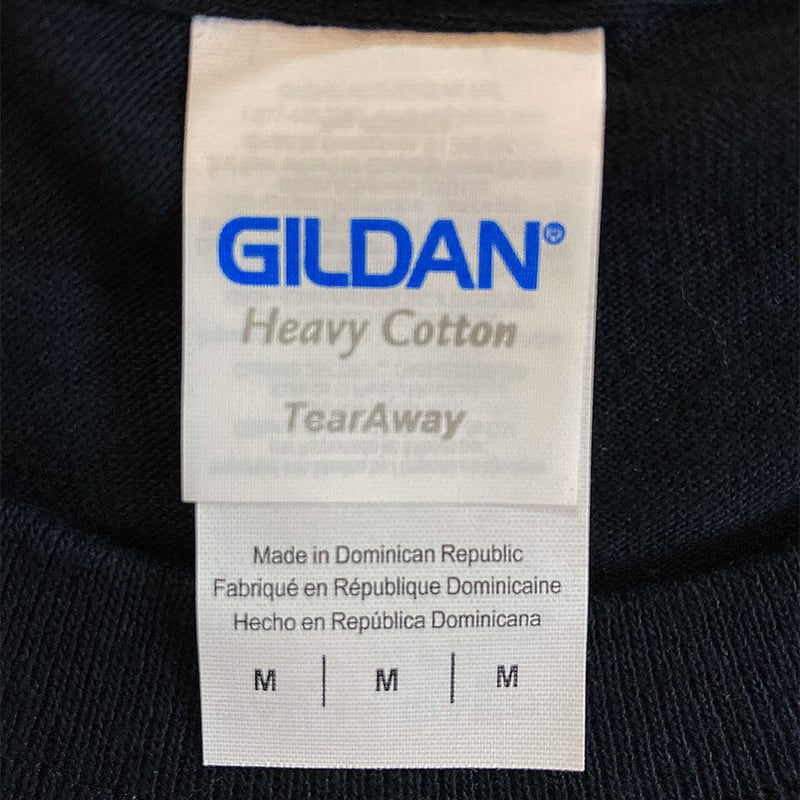 GILDAN®
Heavy Cotton
TearAway
Made in Dominican Republic
Fabriqué en République Dominicaine
Hecho en República Dominicana
M | M | M